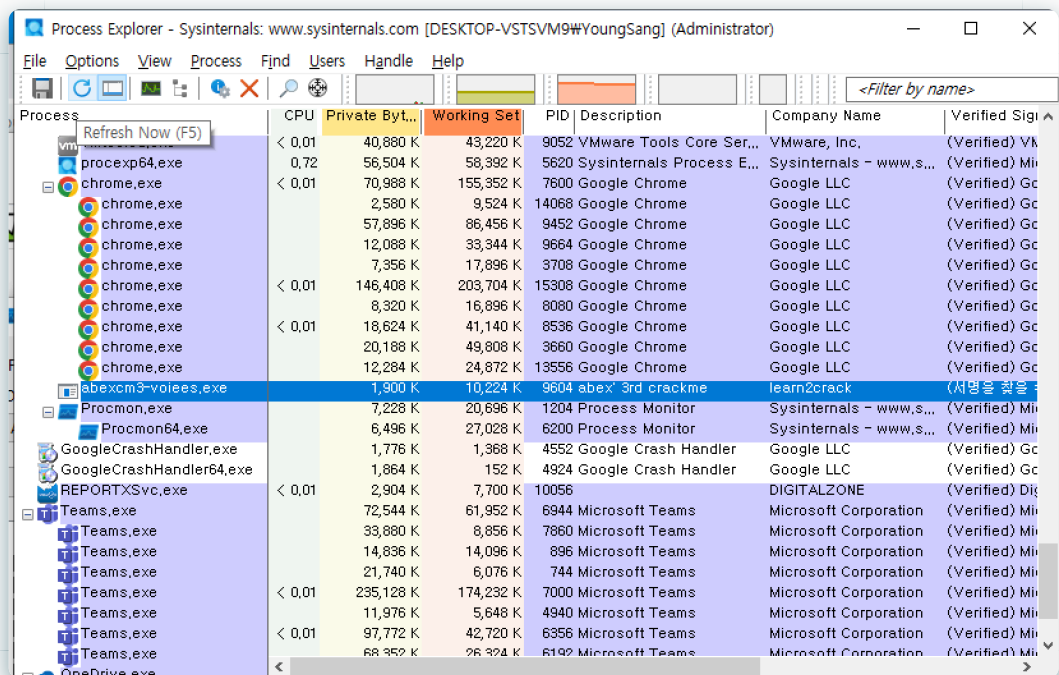 Process Explorer - Sysinternals: www.sysinternals.com [DESKTOP-VSTSVM9₩YoungSang] (Administrator)
File Options View Process Find Users Handle Help
<Filter by name>
Process CPU Private Byt... Working Set PID Description Company Name Verified Sig
Refresh Now (F5)
vm < 0,01 40,880 K 43,220 K 9052 VMware Tools Core Ser... VMware, Inc, (Verified) VM
procexp64,exe 0,72 56,504 K 58,392 K 5620 Sysinternals Process E... Sysinternals - www,s... (Verified) Mi
chrome,exe < 0,01 70,988 K 155,352 K 7600 Google Chrome Google LLC (Verified) Go
chrome,exe 2,580 K 9,524 K 14068 Google Chrome Google LLC (Verified) Go
chrome,exe 57,896 K 86,456 K 9452 Google Chrome Google LLC (Verified) Go
chrome,exe 12,088 K 33,344 K 9664 Google Chrome Google LLC (Verified) Go
chrome,exe 7,356 K 17,896 K 3708 Google Chrome Google LLC (Verified) Go
chrome,exe < 0,01 146,408 K 203,704 K 15308 Google Chrome Google LLC (Verified) Go
chrome,exe 8,320 K 16,896 K 8080 Google Chrome Google LLC (Verified) Go
chrome,exe < 0,01 18,624 K 41,140 K 8536 Google Chrome Google LLC (Verified) Go
chrome,exe 20,188 K 49,808 K 3660 Google Chrome Google LLC (Verified) Go
chrome,exe 12,284 K 24,872 K 13556 Google Chrome Google LLC (Verified) Go
abexcm3-voiees,exe 1,900 K 10,224 K 9604 abex' 3rd crackme learn2crack (서명을 찾을
Procmon,exe 7,228 K 20,696 K 1204 Process Monitor Sysinternals - www,s... (Verified) Mi
Procmon64,exe 6,496 K 27,028 K 6200 Process Monitor Sysinternals - www,s... (Verified) Mi
GoogleCrashHandler,exe 1,776 K 1,368 K 4552 Google Crash Handler Google LLC (Verified) Go
GoogleCrashHandler64,exe 1,864 K 152 K 4924 Google Crash Handler Google LLC (Verified) Go
REPORTXSvc,exe < 0,01 2,904 K 7,700 K 10056 DIGITALZONE (Verified) Dig
Teams,exe 72,544 K 61,952 K 6944 Microsoft Teams Microsoft Corporation (Verified) Mi
Teams,exe 33,880 K 8,856 K 7860 Microsoft Teams Microsoft Corporation (Verified) Mi
Teams,exe 14,836 K 14,096 K 896 Microsoft Teams Microsoft Corporation (Verified) Mi
Teams,exe 21,740 K 6,076 K 744 Microsoft Teams Microsoft Corporation (Verified) Mi
Teams,exe < 0,01 235,128 K 174,232 K 7000 Microsoft Teams Microsoft Corporation (Verified) Mi
Teams,exe 11,976 K 5,648 K 4940 Microsoft Teams Microsoft Corporation (Verified) Mi
Teams,exe < 0,01 97,772 K 42,720 K 6356 Microsoft Teams Microsoft Corporation (Verified) Mi
Teams,exe 68,352 K 26,324 K 6192 Microsoft Teams Microsoft Corporation (Verified) Mi
OneDrive,exe